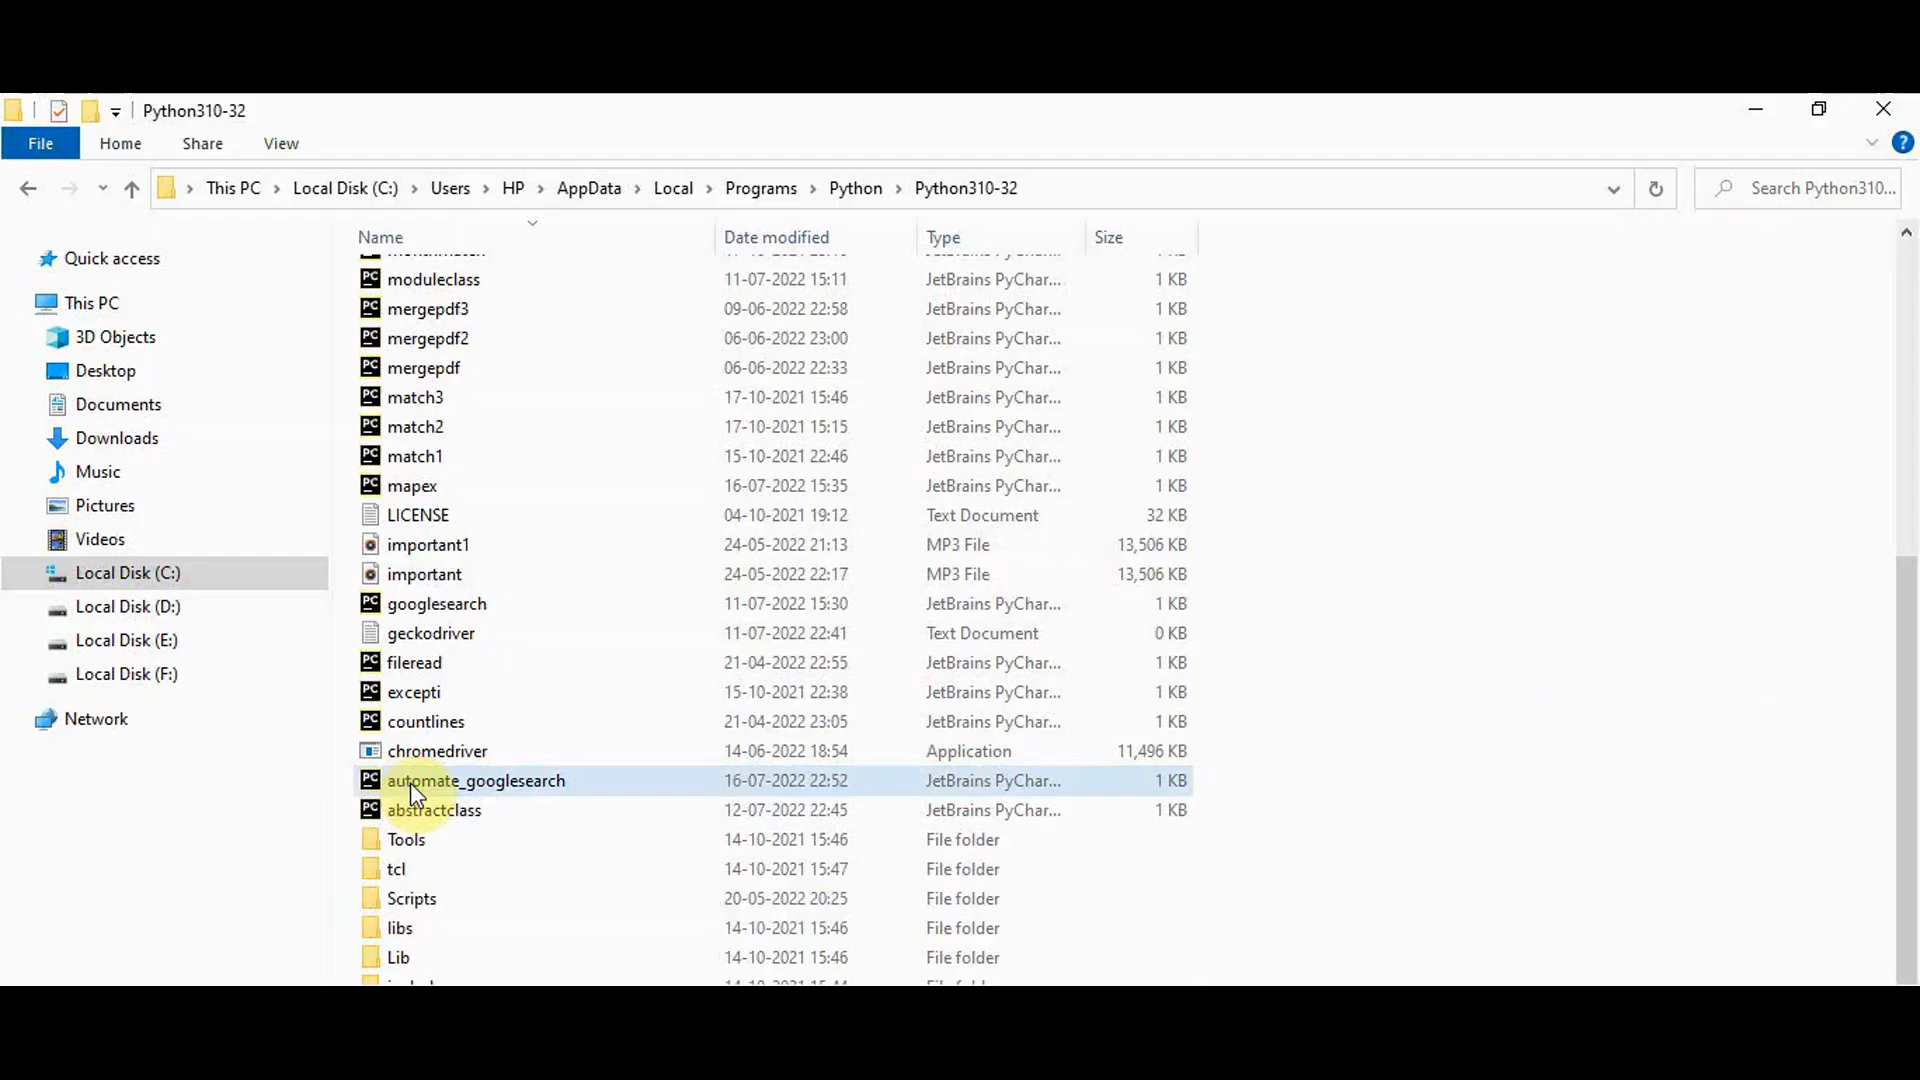 Python310-32
File Home Share View
This PC Local Disk (C:) Users HP AppData Local Programs Python Python310-32
Search Python310...
Quick access
This PC
3D Objects
Desktop
Documents
Downloads
Music
Pictures
Videos
Local Disk (C:)
Local Disk (D:)
Local Disk (E:)
Local Disk (F:)
Network
Name Date modified Type Size
moduleclass 11-07-2022 15:11 JetBrains PyChar... 1 KB
mergepdf3 09-06-2022 22:58 JetBrains PyChar... 1 KB
mergepdf2 06-06-2022 23:00 JetBrains PyChar... 1 KB
mergepdf 06-06-2022 22:33 JetBrains PyChar... 1 KB
match3 17-10-2021 15:46 JetBrains PyChar... 1 KB
match2 17-10-2021 15:15 JetBrains PyChar... 1 KB
match1 15-10-2021 22:46 JetBrains PyChar... 1 KB
mapex 16-07-2022 15:35 JetBrains PyChar... 1 KB
LICENSE 04-10-2021 19:12 Text Document 32 KB
important1 24-05-2022 21:13 MP3 File 13,506 KB
important 24-05-2022 22:17 MP3 File 13,506 KB
googlesearch 11-07-2022 15:30 JetBrains PyChar... 1 KB
geckodriver 11-07-2022 22:41 Text Document 0 KB
fileread 21-04-2022 22:55 JetBrains PyChar... 1 KB
excepti 15-10-2021 22:38 JetBrains PyChar... 1 KB
countlines 21-04-2022 23:05 JetBrains PyChar... 1 KB
chromedriver 14-06-2022 18:54 Application 11,496 KB
automate_googlesearch 16-07-2022 22:52 JetBrains PyChar... 1 KB
abstractclass 12-07-2022 22:45 JetBrains PyChar... 1 KB
Tools 14-10-2021 15:46 File folder
tcl 14-10-2021 15:47 File folder
Scripts 20-05-2022 20:25 File folder
libs 14-10-2021 15:46 File folder
Lib 14-10-2021 15:46 File folder